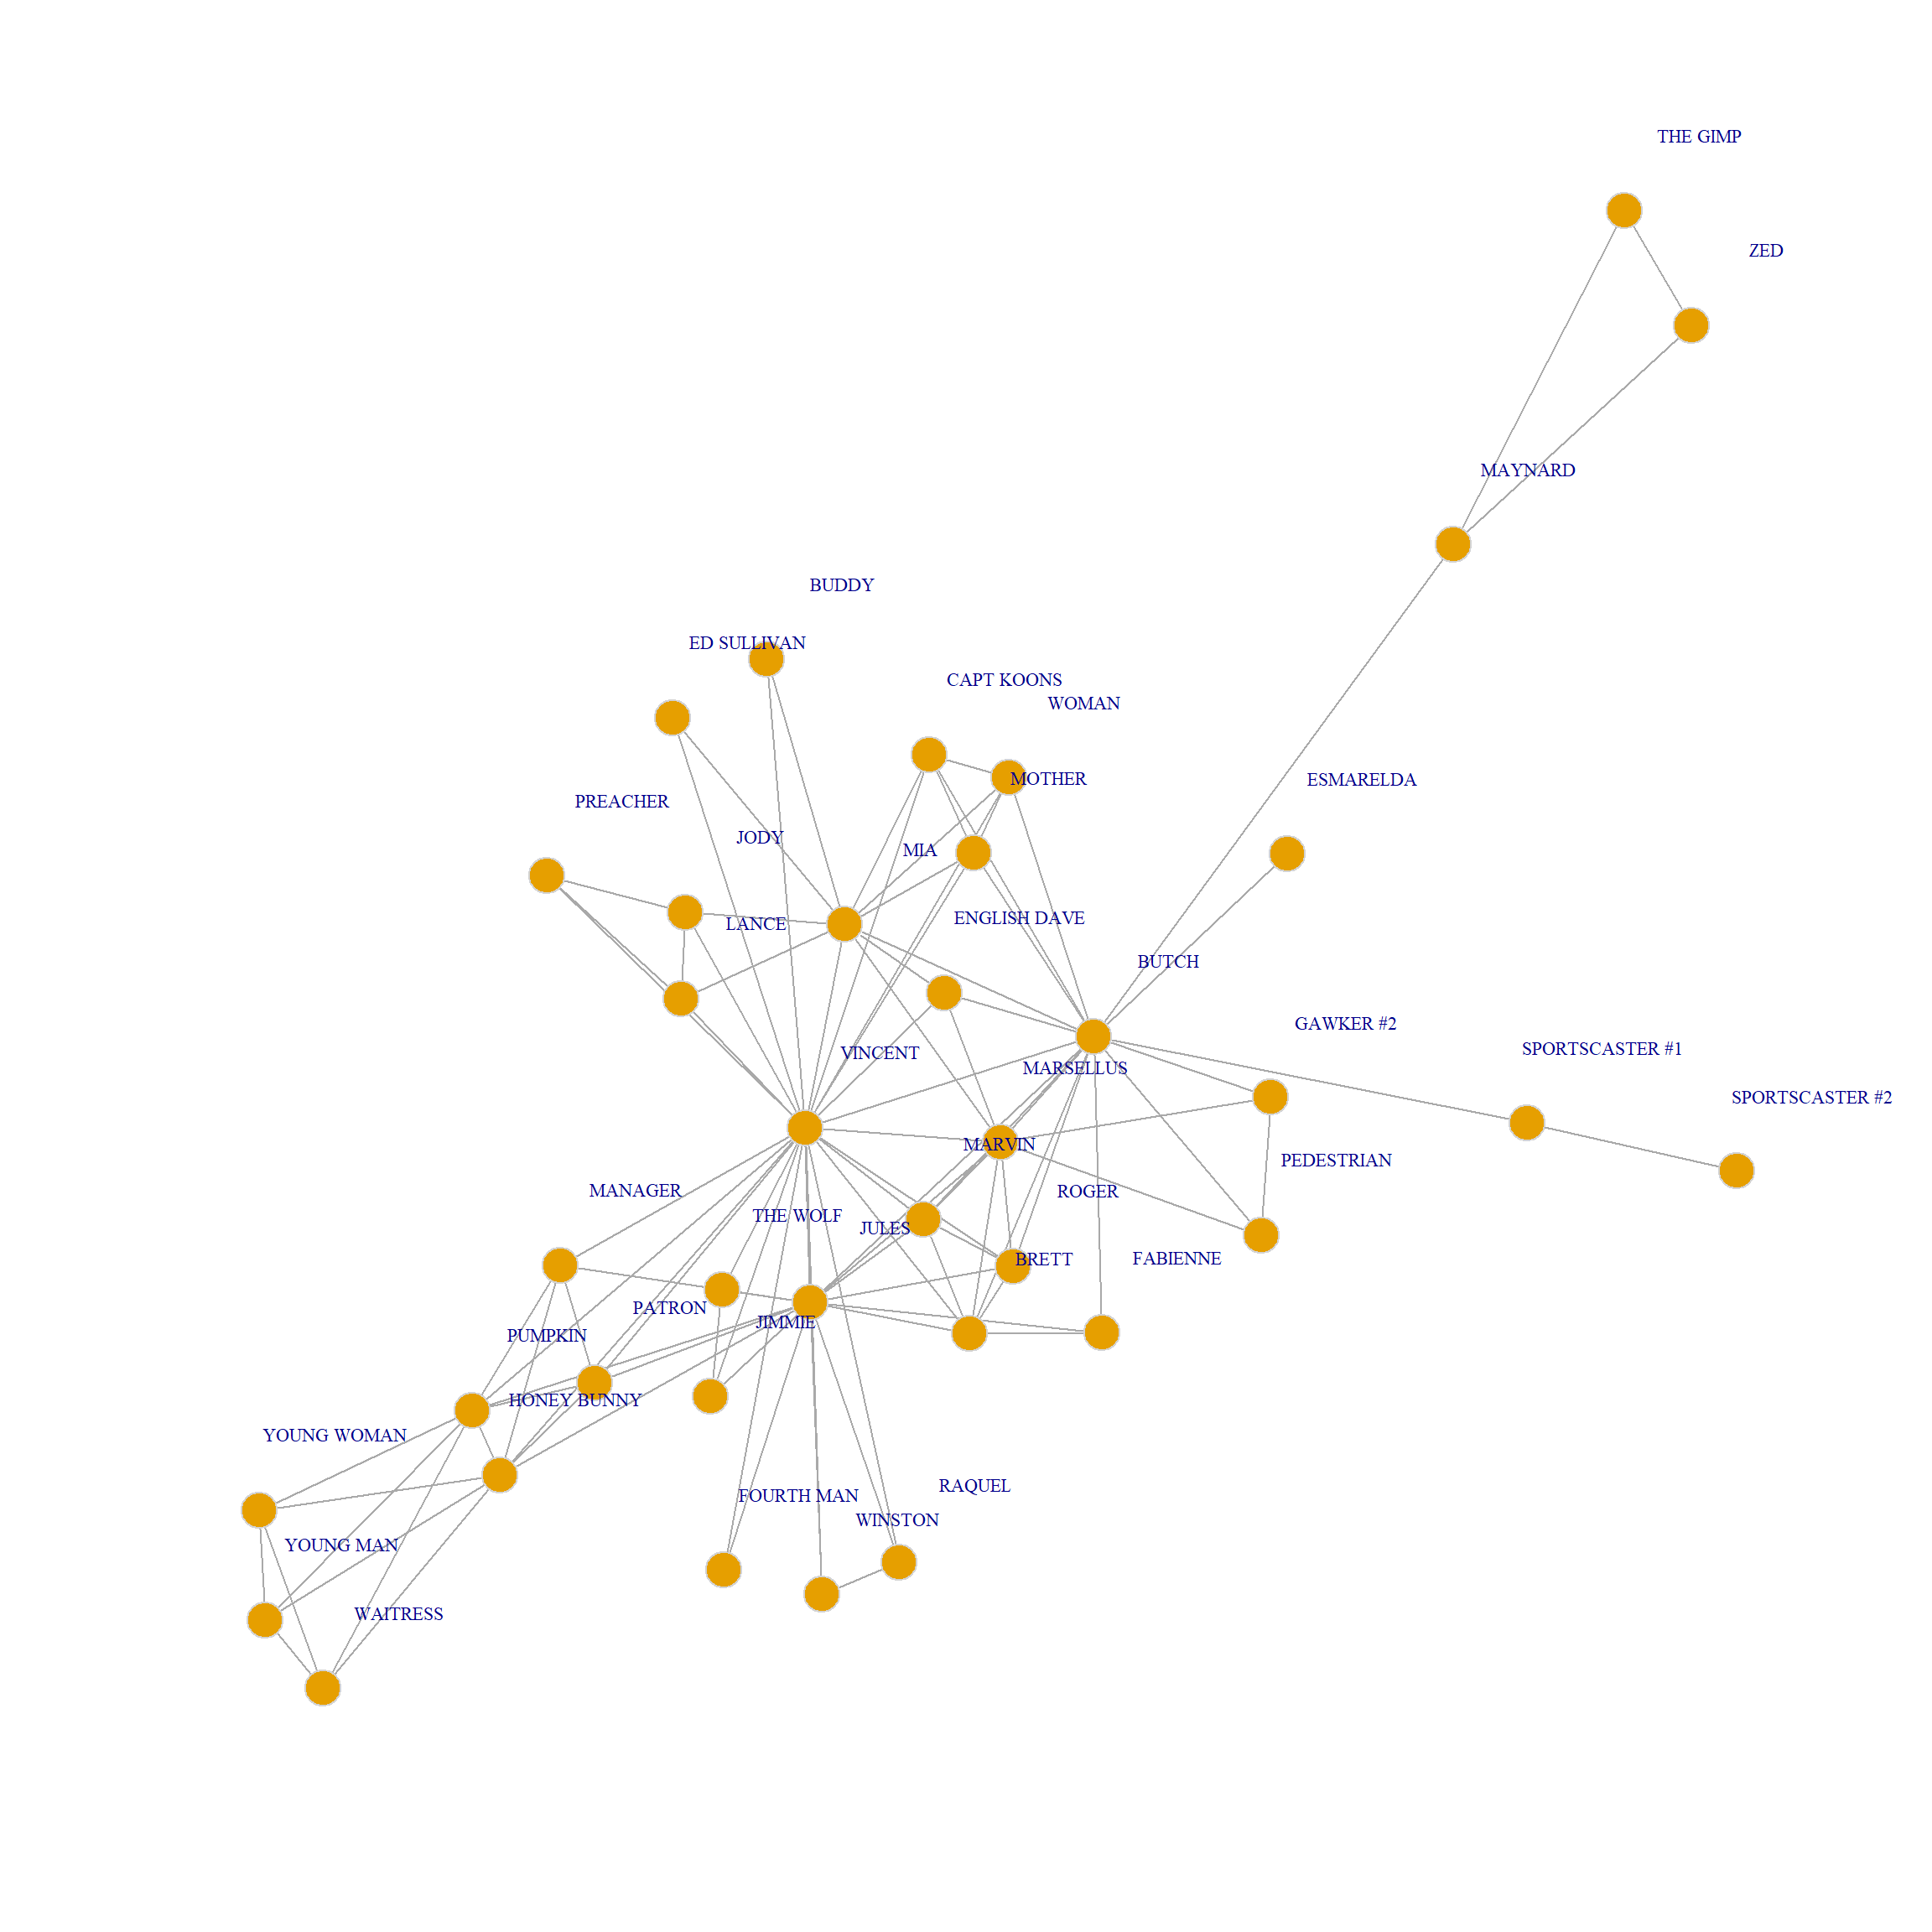 THE GIMP
ZED
MAYNARD
BUDDY
ED SULLIVAN
CAPT KOONS
WOMAN
MOTHER
ESMARELDA
PREACHER
JODY
MIA
LANCE
ENGLISH DAVE
BUTCH
GAWKER #2
SPORTSCASTER #1
VINCENT
MARSELLUS
SPORTSCASTER #2
MARVIN
PEDESTRIAN
MANAGER
ROGER
THE WOLF
JULES
BRETT
FABIENNE
PATRON
JIMMIE
PUMPKIN
HONEY BUNNY
YOUNG WOMAN
RAQUEL
FOURTH MAN
WINSTON
YOUNG MAN
WAITRESS